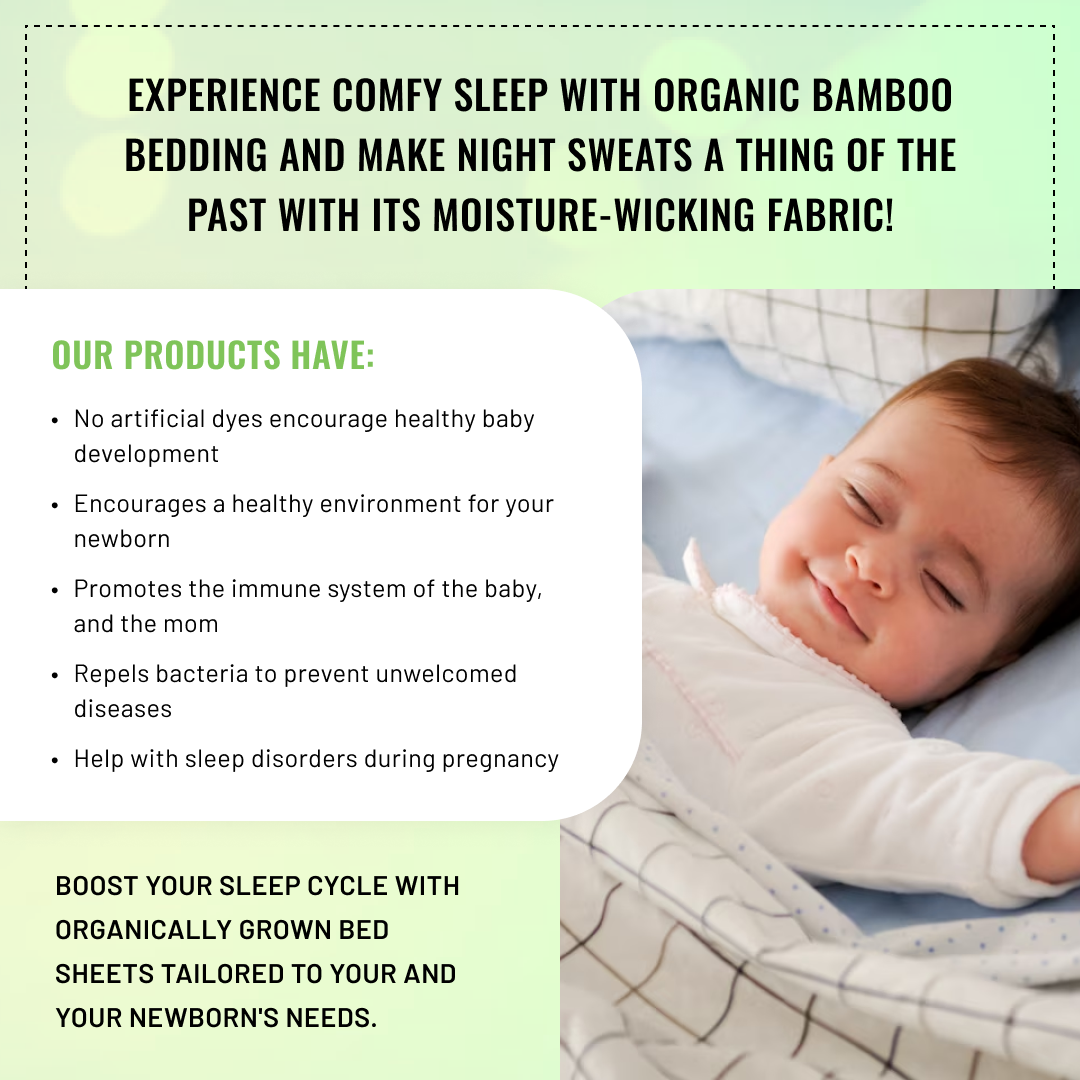 EXPERIENCE COMFY SLEEP WITH ORGANIC BAMBOO
BEDDING AND MAKE NIGHT SWEATS A THING OF THE
PAST WITH ITS MOISTURE-WICKING FABRIC!
OUR PRODUCTS HAVE:
• No artificial dyes encourage healthy baby
development
• Encourages a healthy environment for your
newborn
• Promotes the immune system of the baby,
and the mom
• Repels bacteria to prevent unwelcomed
diseases
• Help with sleep disorders during pregnancy
BOOST YOUR SLEEP CYCLE WITH
ORGANICALLY GROWN BED
SHEETS TAILORED TO YOUR AND
YOUR NEWBORN'S NEEDS.